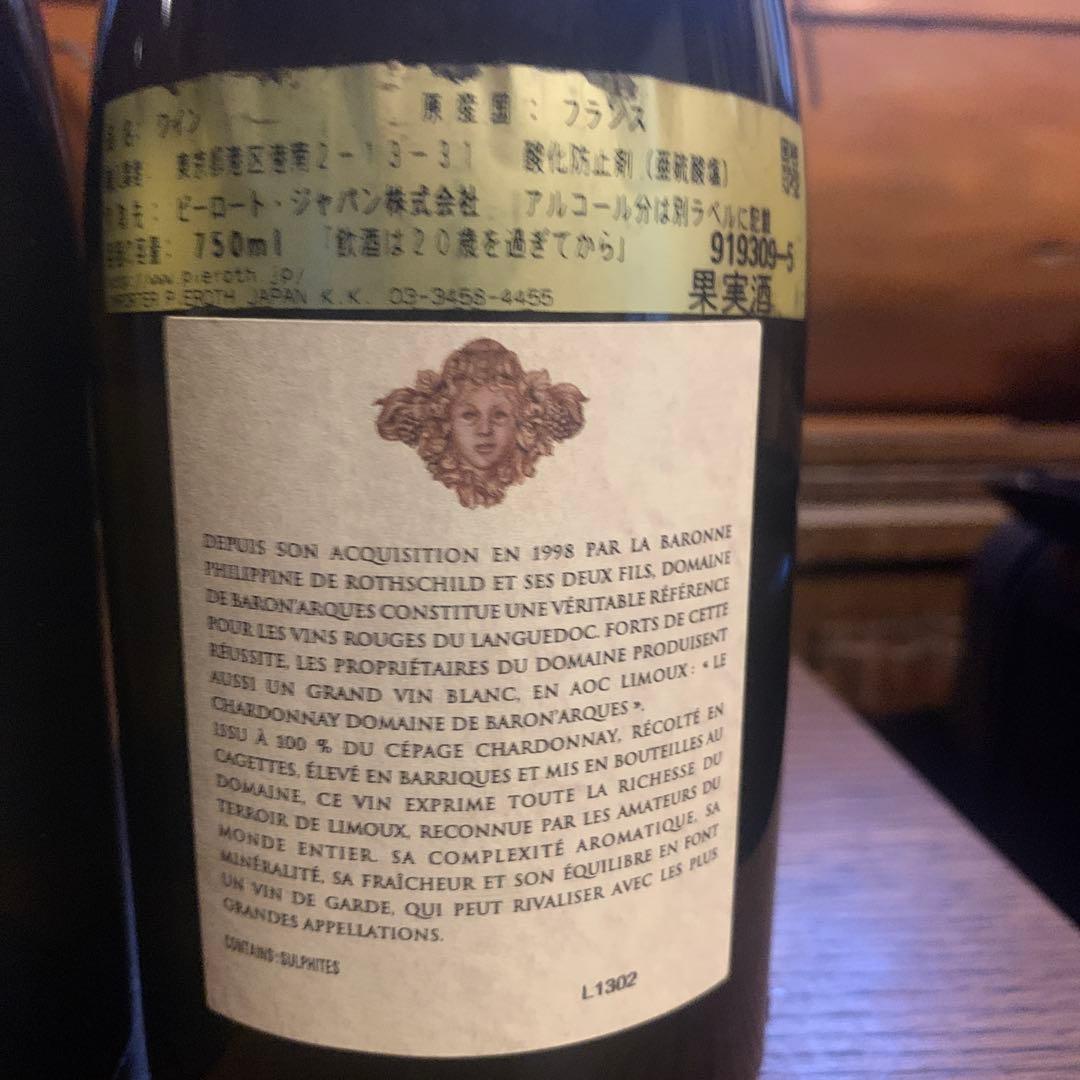 名: ワイン 原産国: フランス
東京都港区港南2-13-31 酸化防止剤(亜硫酸塩)
先: ピーロート・ジャパン株式会社 アルコール分は別ラベルに記載
容量: 750ml 「飲酒は20歳を過ぎてから」 919309-5
http://www.pieroth.jp/
PIEROTH JAPAN K.K. 03-3458-4455 果実酒
DEPUIS SON ACQUISITION EN 1998 PAR LA BARONNE
PHILIPPINE DE ROTHSCHILD ET SES DEUX FILS, DOMAINE
DE BARON'ARQUES CONSTITUE UNE VÉRITABLE RÉFÉRENCE
POUR LES VINS ROUGES DU LANGUEDOC. FORTS DE CETTE
RÉUSSITE, LES PROPRIÉTAIRES DU DOMAINE PRODUISENT
AUSSI UN GRAND VIN BLANC, EN AOC LIMOUX : « LE
CHARDONNAY DOMAINE DE BARON'ARQUES ».
ISSU À 100 % DU CÉPAGE CHARDONNAY, RÉCOLTÉ EN
CAGETTES, ÉLEVÉ EN BARRIQUES ET MIS EN BOUTEILLES AU
DOMAINE, CE VIN EXPRIME TOUTE LA RICHESSE DU
TERROIR DE LIMOUX, RECONNUE PAR LES AMATEURS DU
MONDE ENTIER. SA COMPLEXITÉ AROMATIQUE, SA
MINÉRALITÉ, SA FRAÎCHEUR ET SON ÉQUILIBRE EN FONT
UN VIN DE GARDE, QUI PEUT RIVALISER AVEC LES PLUS
GRANDES APPELLATIONS.
CONTAINS : SULPHITES
L1302